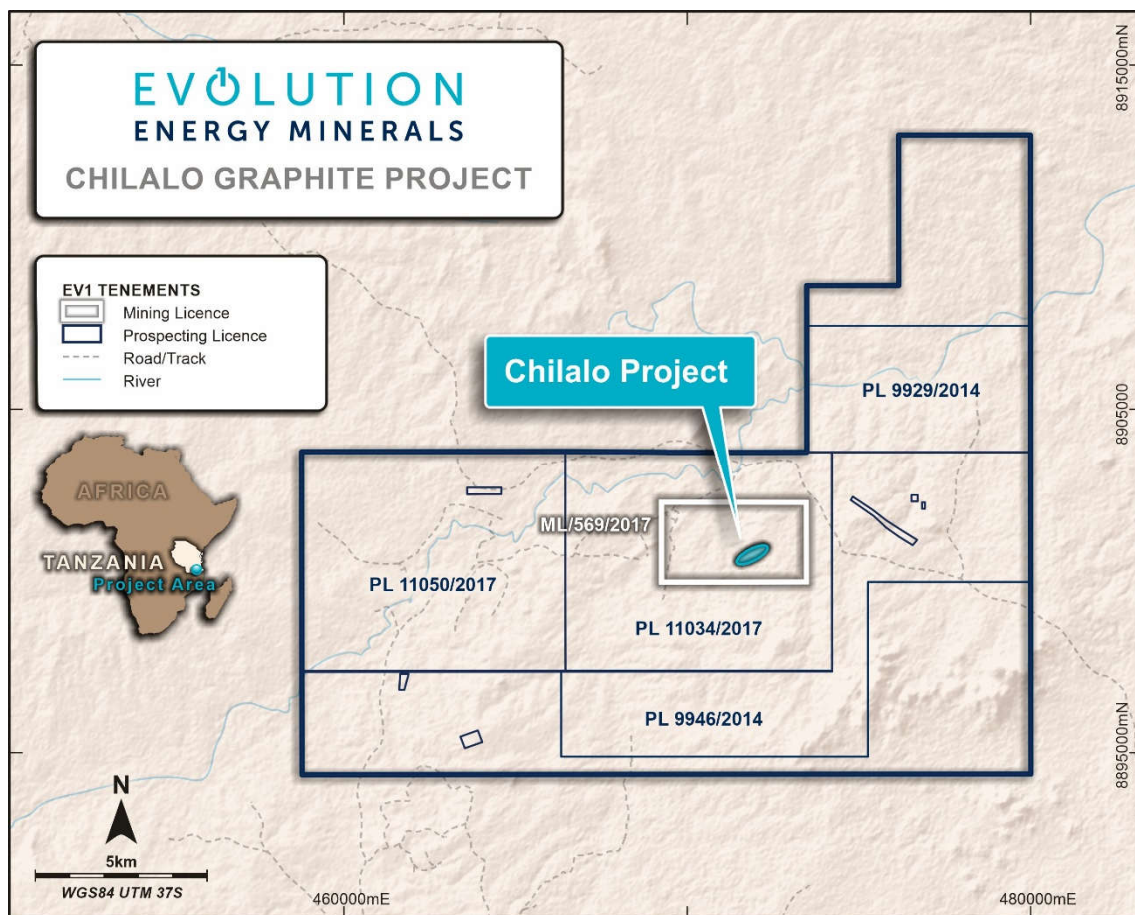 EVOLUTION
ENERGY MINERALS
CHILALO GRAPHITE PROJECT
EV1 TENEMENTS
Mining Licence
Prospecting Licence
Road/Track
River
AFRICA
TANZANIA
Project Area
Chilalo Project
PL 9929/2014
ML/569/2017
PL 11050/2017
PL 11034/2017
PL 9946/2014
8915000mN
8905000
8895000mN
N
5km
WGS84 UTM 37S
460000mE
480000mE